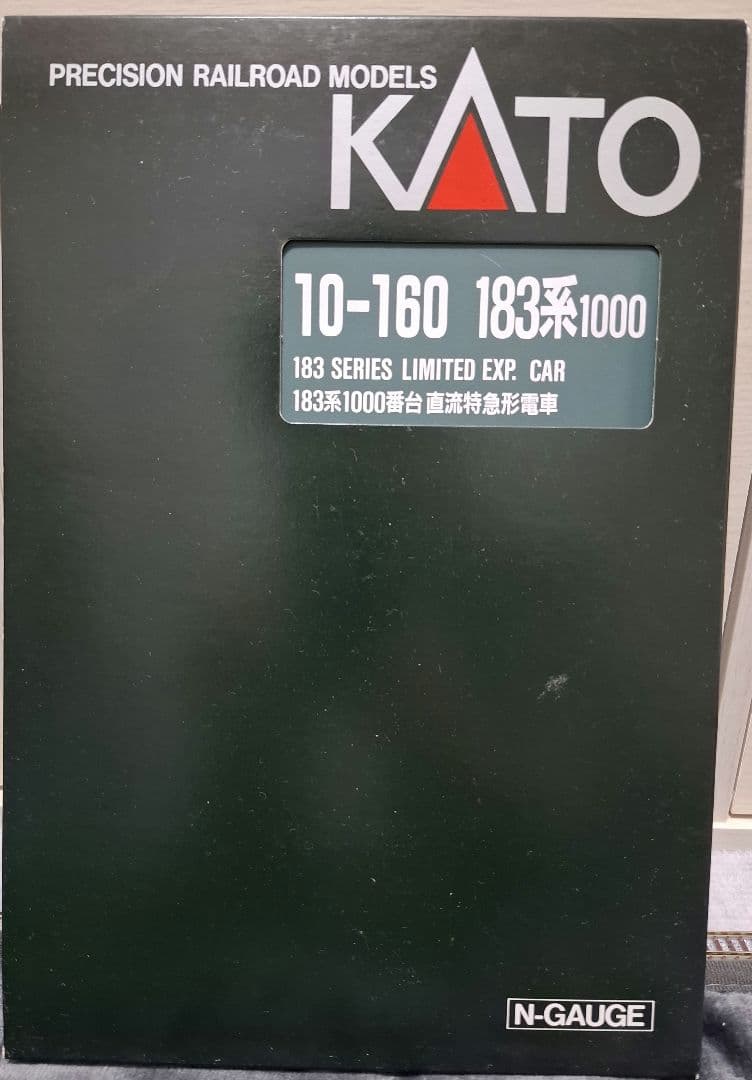 PRECISION RAILROAD MODELS
KATO
10-160 183系1000
183 SERIES LIMITED EXP. CAR
183系1000番台 直流特急形電車
N-GAUGE